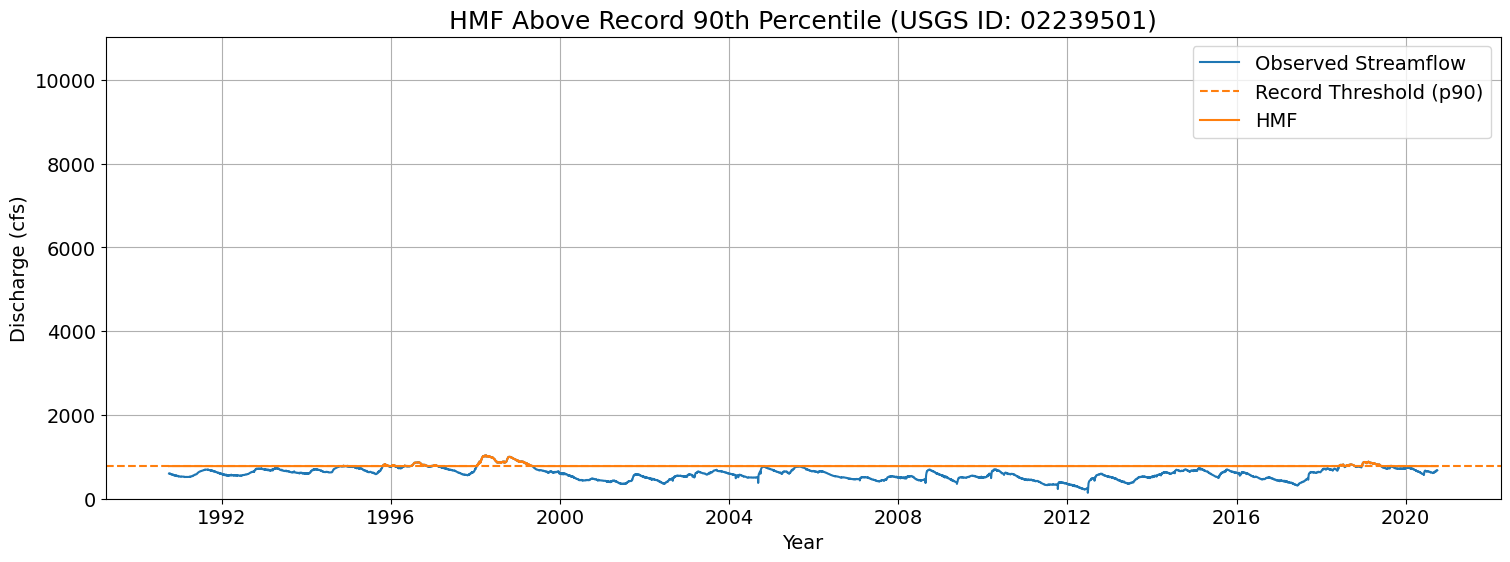 HMF Above Record 90th Percentile (USGS ID: 02239501)
Observed Streamflow
Record Threshold (p90)
HMF
Discharge (cfs)
10000
8000
6000
4000
2000
0
1992 1996 2000 2004 2008 2012 2016 2020
Year